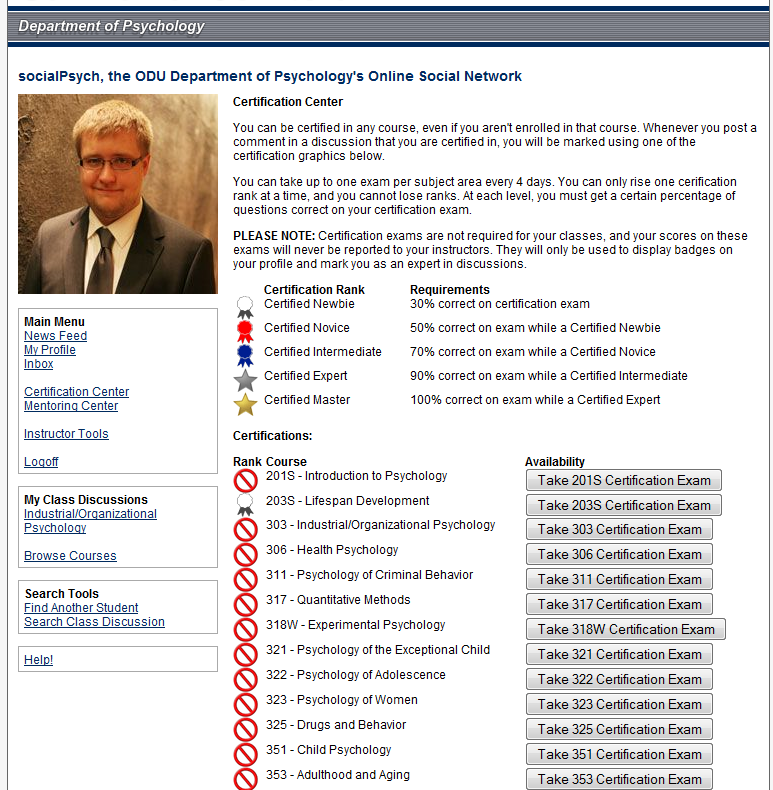 Department of Psychology
socialPsych, the ODU Department of Psychology's Online Social Network
Certification Center
You can be certified in any course, even if you aren't enrolled in that course. Whenever you post a
comment in a discussion that you are certified in, you will be marked using one of the
certification graphics below.
You can take up to one exam per subject area every 4 days. You can only rise one cerification
rank at a time, and you cannot lose ranks. At each level, you must get a certain percentage of
questions correct on your certification exam.
PLEASE NOTE: Certification exams are not required for your classes, and your scores on these
exams will never be reported to your instructors. They will only be used to display badges on
your profile and mark you as an expert in discussions.
Certification Rank Requirements
Certified Newbie 30% correct on certification exam
Certified Novice 50% correct on exam while a Certified Newbie
Certified Intermediate 70% correct on exam while a Certified Novice
Certified Expert 90% correct on exam while a Certified Intermediate
Certified Master 100% correct on exam while a Certified Expert
Certifications:
Rank Course Availability
201S - Introduction to Psychology Take 201S Certification Exam
203S - Lifespan Development Take 203S Certification Exam
303 - Industrial/Organizational Psychology Take 303 Certification Exam
306 - Health Psychology Take 306 Certification Exam
311 - Psychology of Criminal Behavior Take 311 Certification Exam
317 - Quantitative Methods Take 317 Certification Exam
318W - Experimental Psychology Take 318W Certification Exam
321 - Psychology of the Exceptional Child Take 321 Certification Exam
322 - Psychology of Adolescence Take 322 Certification Exam
323 - Psychology of Women Take 323 Certification Exam
325 - Drugs and Behavior Take 325 Certification Exam
351 - Child Psychology Take 351 Certification Exam
353 - Adulthood and Aging Take 353 Certification Exam
Main Menu
News Feed
My Profile
Inbox
Certification Center
Mentoring Center
Instructor Tools
Logoff
My Class Discussions
Industrial/Organizational
Psychology
Browse Courses
Search Tools
Find Another Student
Search Class Discussion
Help!